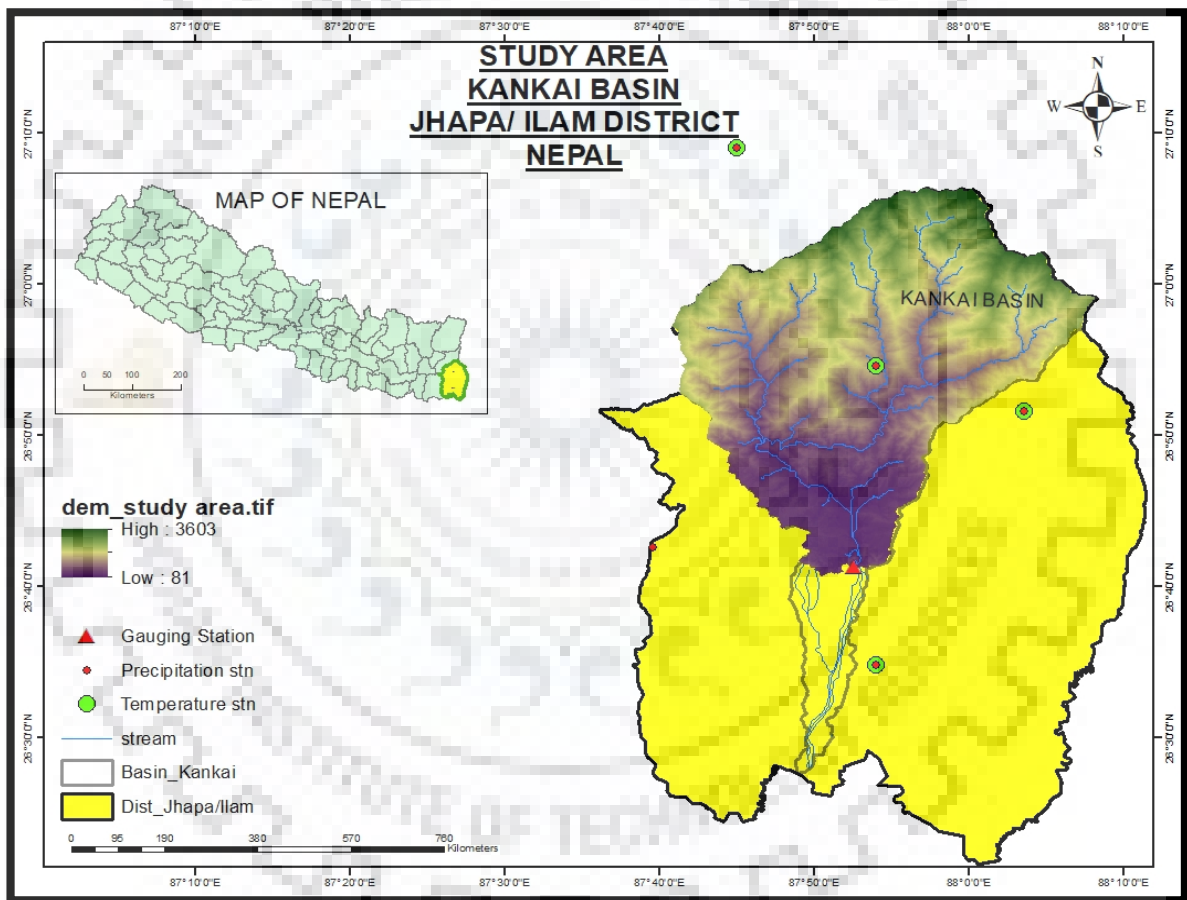 87°10'0"E 87°20'0"E 87°30'0"E 87°40'0"E 87°50'0"E 88°0'0"E 88°10'0"E
STUDY AREA
KANKAI BASIN
JHAPA/ ILAM DISTRICT
NEPAL
N
W E
S
27°10'0"N 27°10'0"N
MAP OF NEPAL
27°0'0"N 27°0'0"N
KANKAI BASIN
0 50 100 200
Kilometers
26°50'0"N 26°50'0"N
dem_study area.tif
High : 3603
Low : 81
26°40'0"N 26°40'0"N
Gauging Station
Precipitation stn
Temperature stn
stream
26°30'0"N 26°30'0"N
Basin_Kankai
Dist_Jhapa/Ilam
0 95 190 380 570 760
Kilometers
87°10'0"E 87°20'0"E 87°30'0"E 87°40'0"E 87°50'0"E 88°0'0"E 88°10'0"E